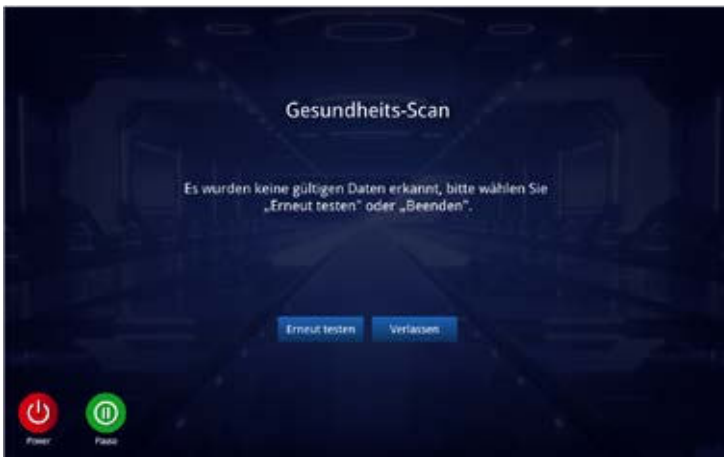 Gesundheits-Scan
Es wurden keine gültigen Daten erkannt, bitte wählen Sie
„Erneut testen" oder „Beenden".
Erneut testen
Verlassen
Power
Pause